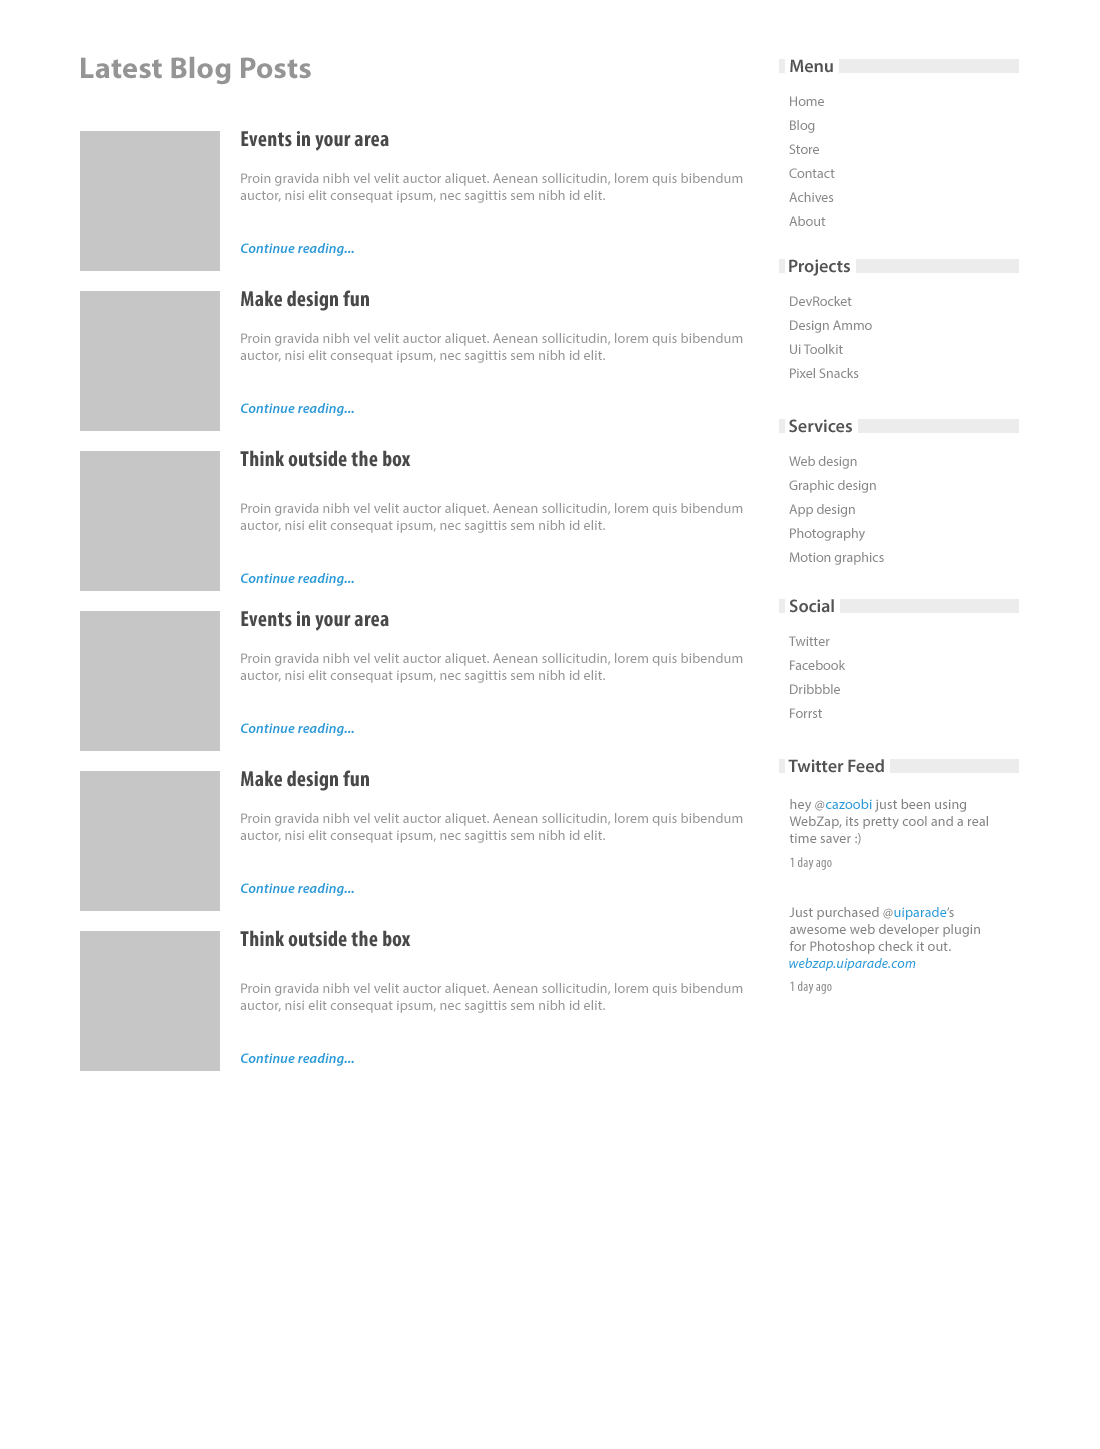 Latest Blog Posts
Events in your area
Proin gravida nibh vel velit auctor aliquet. Aenean sollicitudin, lorem quis bibendum
auctor, nisi elit consequat ipsum, nec sagittis sem nibh id elit.
Continue reading...
Make design fun
Proin gravida nibh vel velit auctor aliquet. Aenean sollicitudin, lorem quis bibendum
auctor, nisi elit consequat ipsum, nec sagittis sem nibh id elit.
Continue reading...
Think outside the box
Proin gravida nibh vel velit auctor aliquet. Aenean sollicitudin, lorem quis bibendum
auctor, nisi elit consequat ipsum, nec sagittis sem nibh id elit.
Continue reading...
Events in your area
Proin gravida nibh vel velit auctor aliquet. Aenean sollicitudin, lorem quis bibendum
auctor, nisi elit consequat ipsum, nec sagittis sem nibh id elit.
Continue reading...
Make design fun
Proin gravida nibh vel velit auctor aliquet. Aenean sollicitudin, lorem quis bibendum
auctor, nisi elit consequat ipsum, nec sagittis sem nibh id elit.
Continue reading...
Think outside the box
Proin gravida nibh vel velit auctor aliquet. Aenean sollicitudin, lorem quis bibendum
auctor, nisi elit consequat ipsum, nec sagittis sem nibh id elit.
Continue reading...
Menu
Home
Blog
Store
Contact
Achives
About
Projects
DevRocket
Design Ammo
Ui Toolkit
Pixel Snacks
Services
Web design
Graphic design
App design
Photography
Motion graphics
Social
Twitter
Facebook
Dribbble
Forrst
Twitter Feed
hey @cazoobi just been using
WebZap, its pretty cool and a real
time saver :)
1 day ago
Just purchased @uiparade's
awesome web developer plugin
for Photoshop check it out.
webzap.uiparade.com
1 day ago